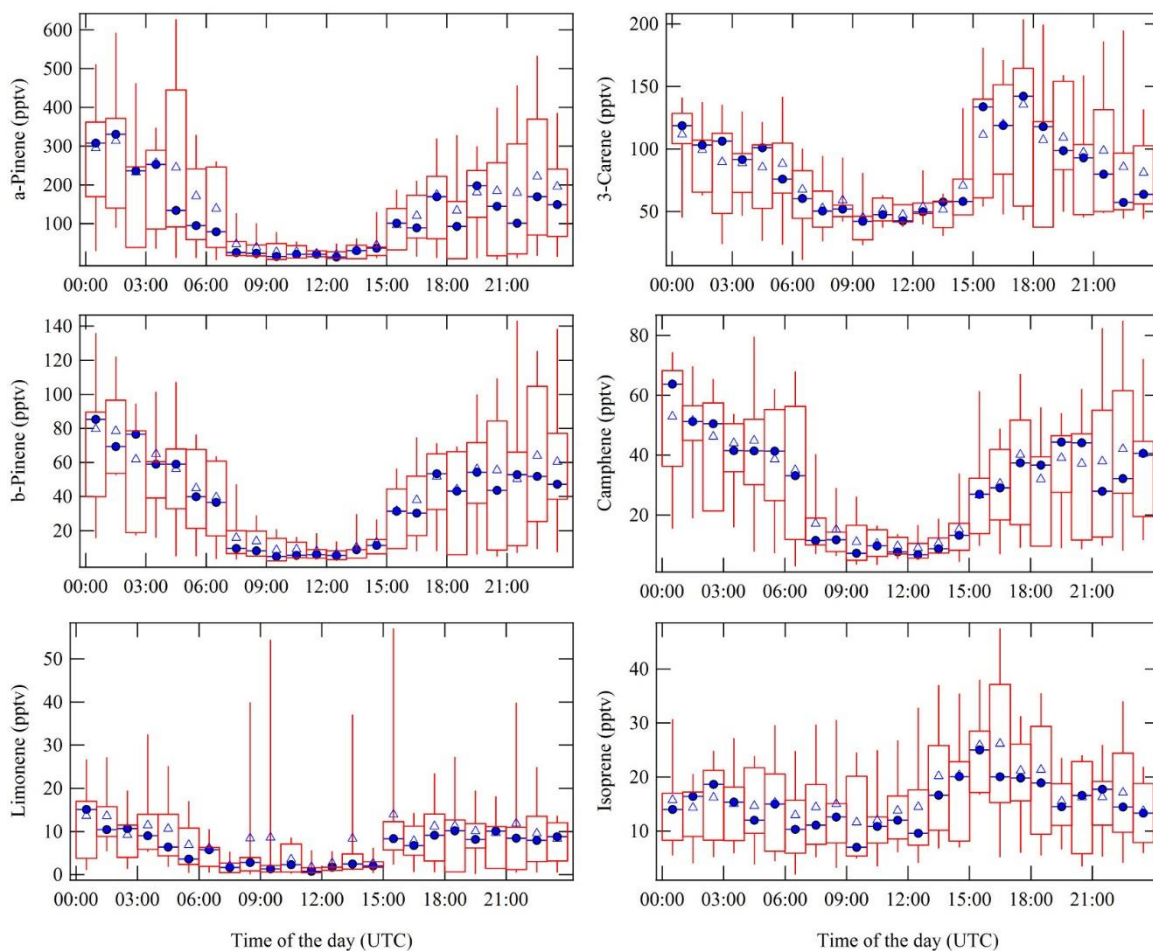 a-Pinene (pptv)
600
500
400
300
200
100
00:00 03:00 06:00 09:00 12:00 15:00 18:00 21:00
3-Carene (pptv)
200
150
100
50
00:00 03:00 06:00 09:00 12:00 15:00 18:00 21:00
b-Pinene (pptv)
140
120
100
80
60
40
20
00:00 03:00 06:00 09:00 12:00 15:00 18:00 21:00
Camphene (pptv)
80
60
40
20
00:00 03:00 06:00 09:00 12:00 15:00 18:00 21:00
Limonene (pptv)
50
40
30
20
10
0
00:00 03:00 06:00 09:00 12:00 15:00 18:00 21:00
Time of the day (UTC)
Isoprene (pptv)
40
30
20
10
0
00:00 03:00 06:00 09:00 12:00 15:00 18:00 21:00
Time of the day (UTC)